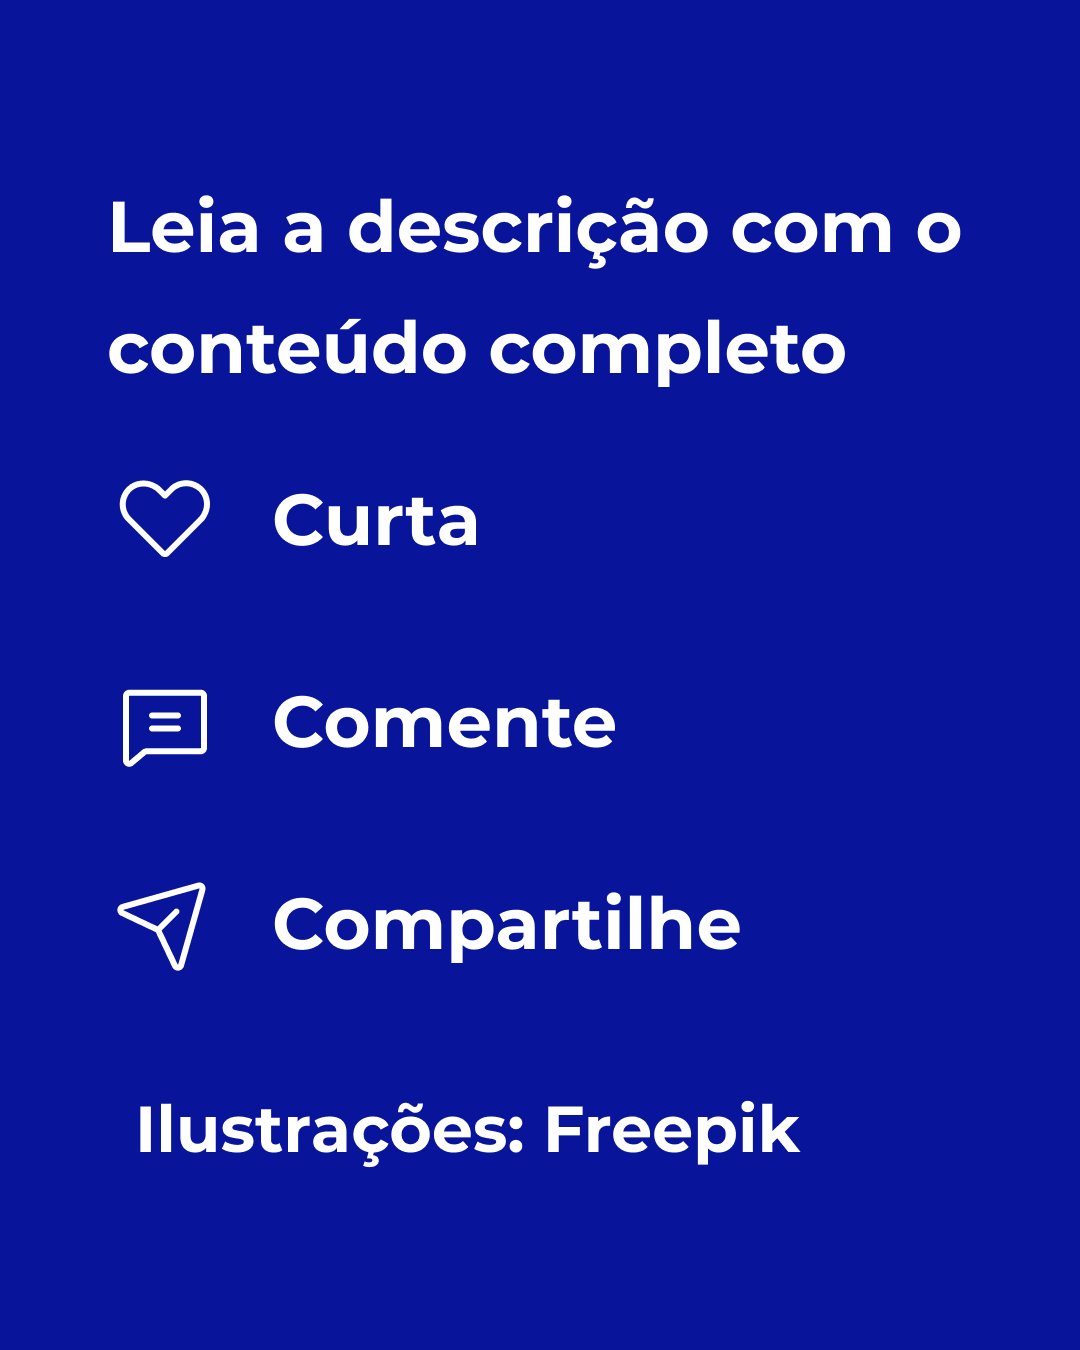 Leia a descrição com o
conteúdo completo
Curta
Comente
Compartilhe
Ilustrações: Freepik